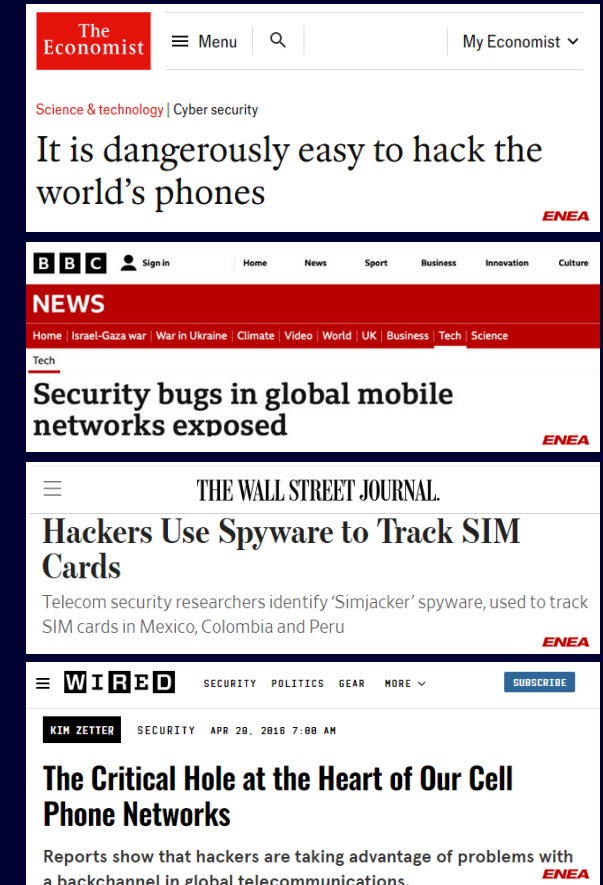 The
Economist
Menu
My Economist
Science & technology | Cyber security
It is dangerously easy to hack the
world's phones
ENEA
BBC Sign in Home News Sport Business Innovation Culture
NEWS
Home | Israel-Gaza war | War in Ukraine | Climate | Video | World | UK | Business | Tech | Science
Tech
Security bugs in global mobile
networks exposed
ENEA
THE WALL STREET JOURNAL.
Hackers Use Spyware to Track SIM
Cards
Telecom security researchers identify 'Simjacker' spyware, used to track
SIM cards in Mexico, Colombia and Peru
ENEA
WIRED SECURITY POLITICS GEAR MORE SUBSCRIBE
KIM ZETTER SECURITY APR 28, 2016 7:00 AM
The Critical Hole at the Heart of Our Cell
Phone Networks
Reports show that hackers are taking advantage of problems with
a backchannel in global telecommunications.
ENEA